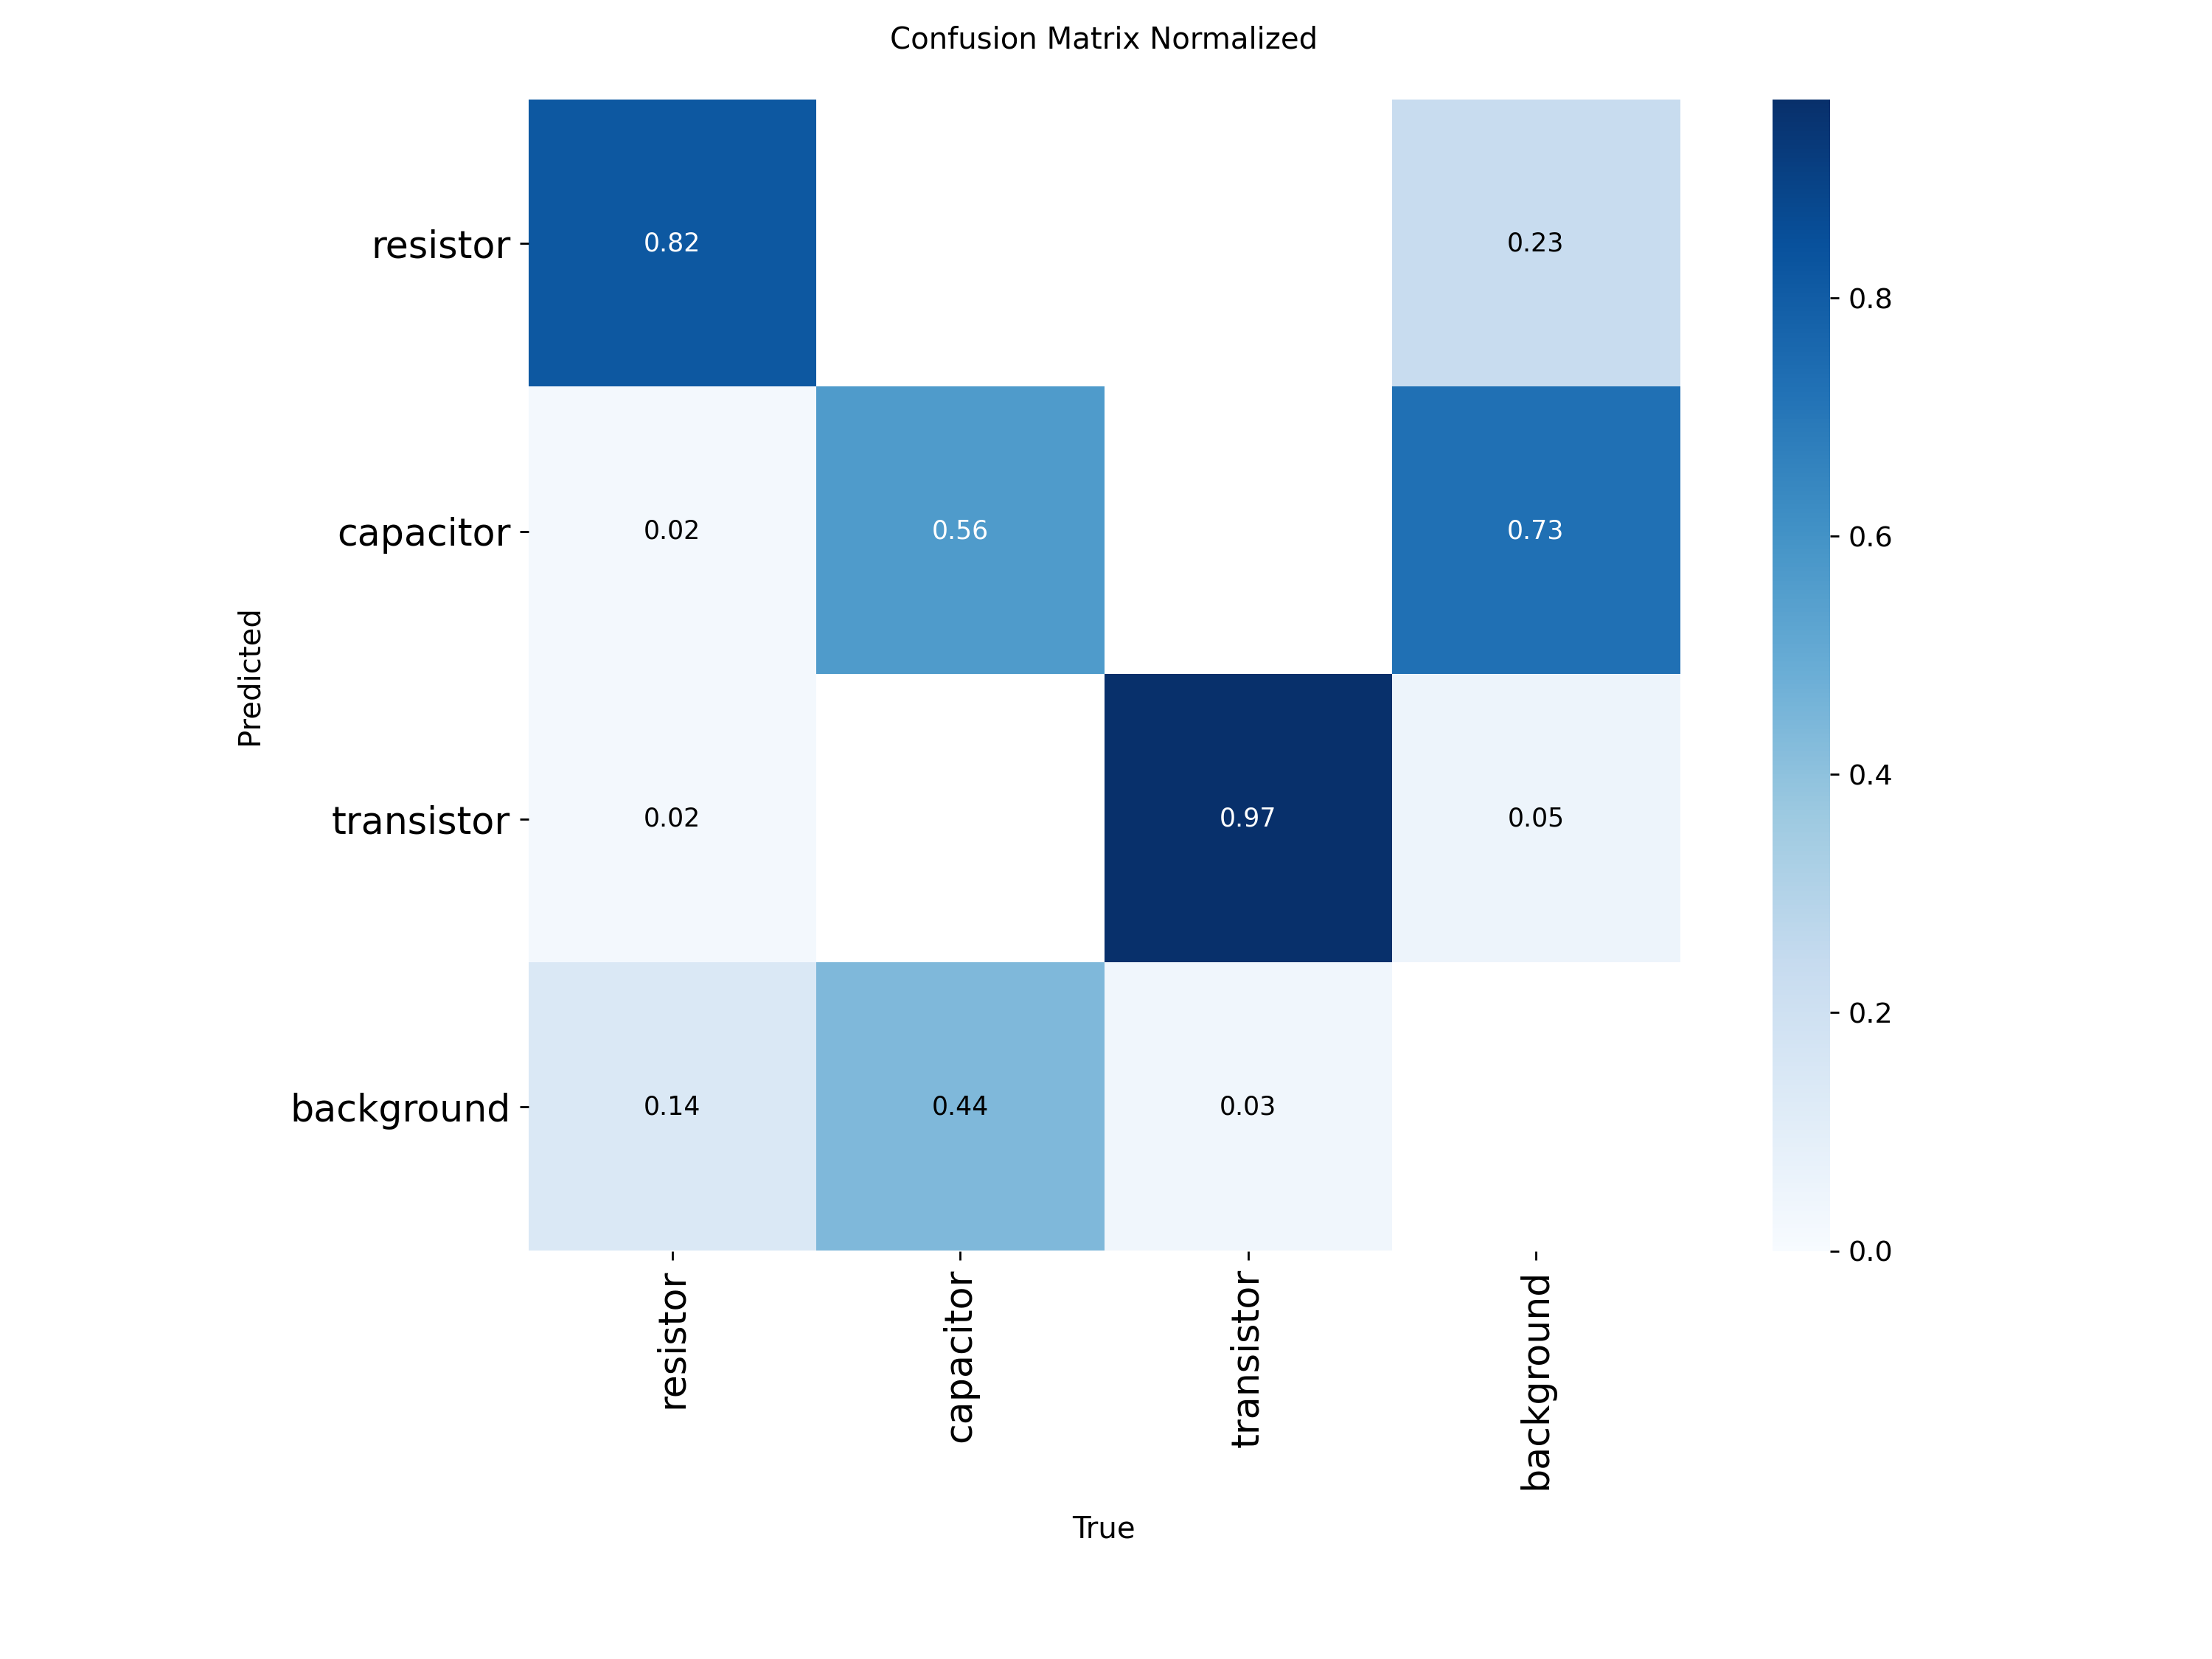 Confusion Matrix Normalized
Predicted
resistor 0.82 0.23
capacitor 0.02 0.56 0.73
transistor 0.02 0.97 0.05
background 0.14 0.44 0.03
resistor capacitor transistor background
True
0.8
0.6
0.4
0.2
0.0